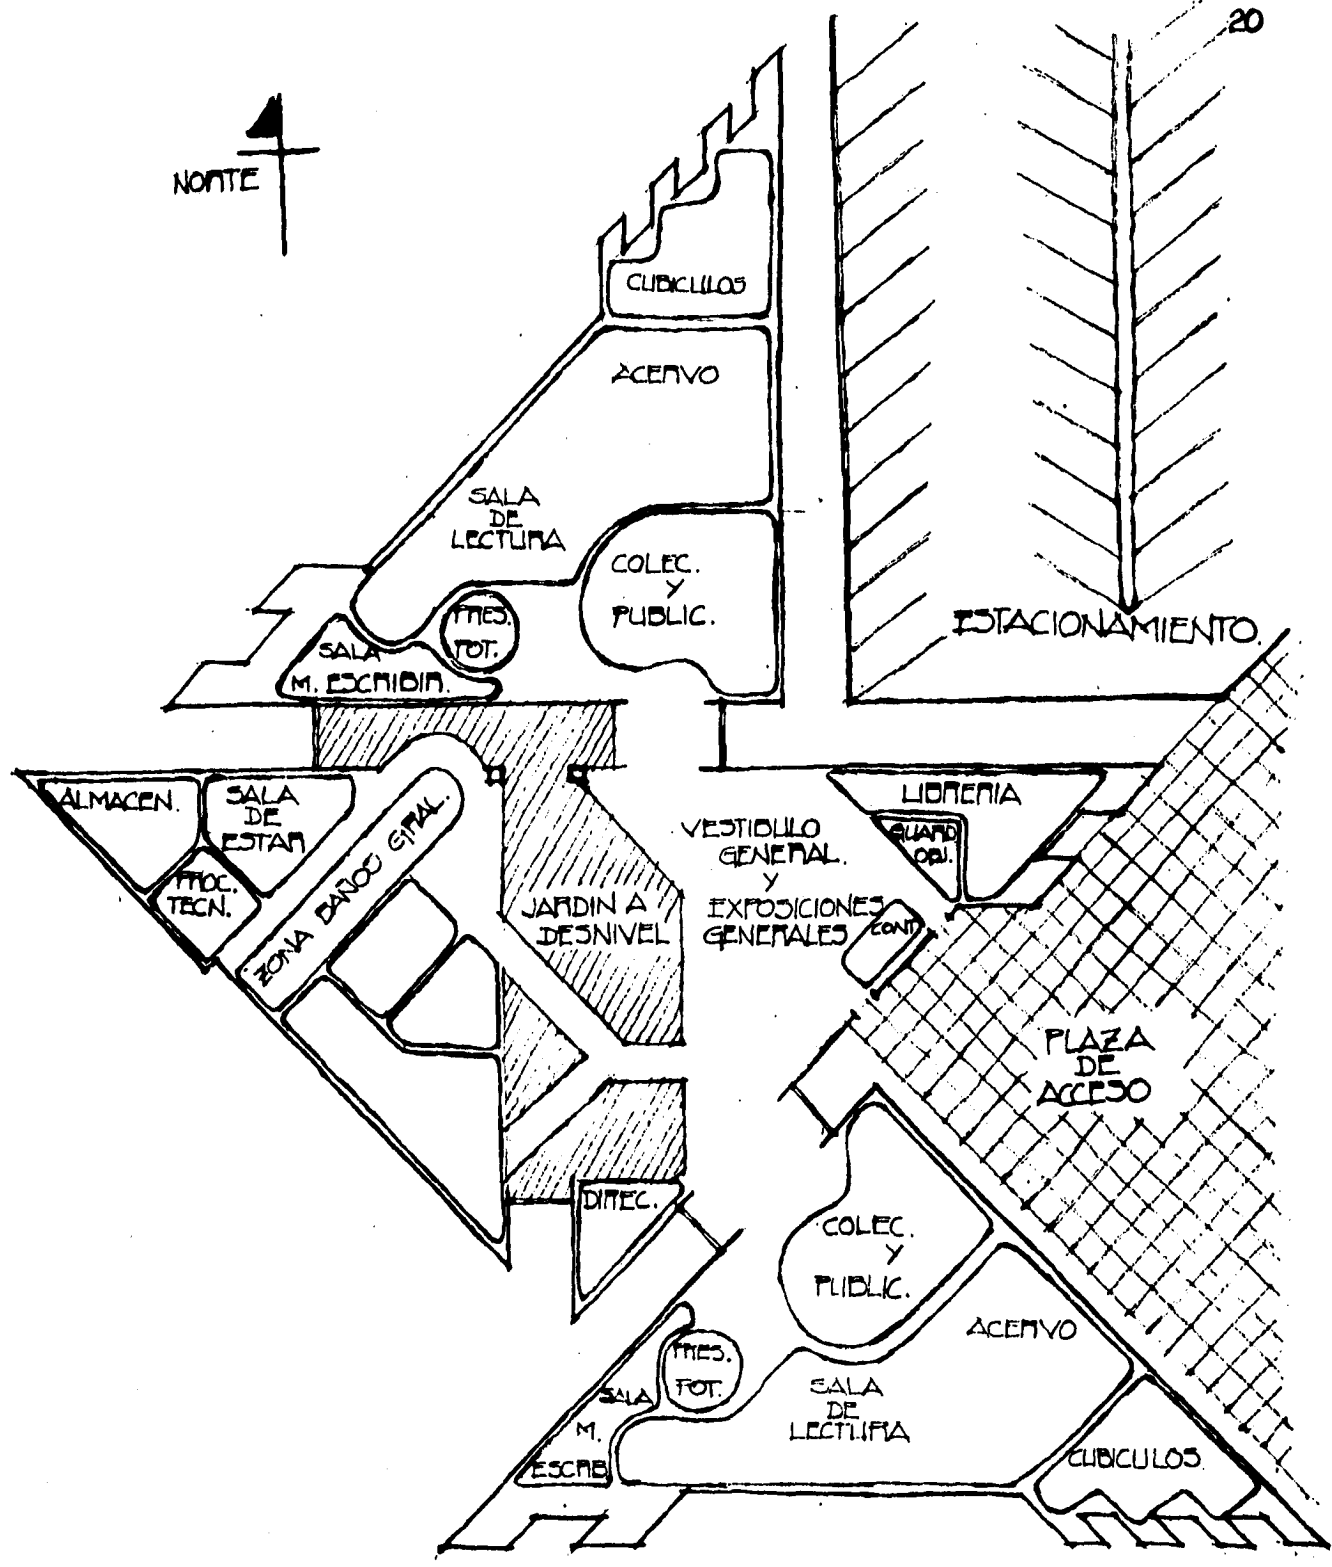 20
NORTE
CUBICULOS
ACERVO
SALA
DE
LECTURA
COLEC.
Y
PUBLIC.
PRES.
FOT.
SALA
M. ESCRIBIR.
ESTACIONAMIENTO.
ALMACEN.
SALA
DE
ESTAR
PROC.
TECN.
ZONA BAÑOS GIRAL.
LIBRERIA
GUARD.
OBJ.
VESTIBULO
GENERAL.
Y
EXPOSICIONES
GENERALES
CONT.
JARDIN A
DESNIVEL
PLAZA
DE
ACCESO
DIREC.
COLEC.
Y
PUBLIC.
ACERVO
PRES.
FOT.
SALA
M.
ESCRB
SALA
DE
LECTURA
CUBICULOS